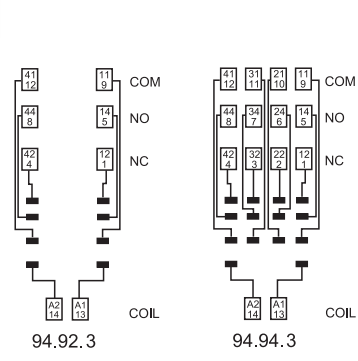 41 11 COM 41 31 21 11 COM
12 9 12 11 10 9
44 14 NO 44 34 24 14 NO
8 5 8 7 6 5
42 12 NC 42 32 22 12 NC
4 1 4 3 2 1
A2 A1 COIL A2 A1 COIL
14 13 14 13
94.92.3 94.94.3